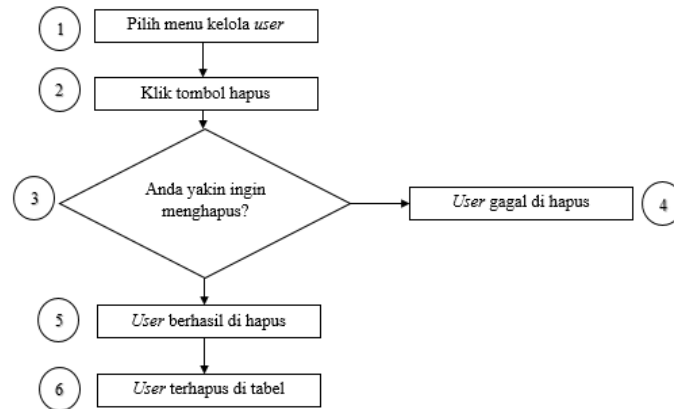 1
Pilih menu kelola user
2
Klik tombol hapus
3
Anda yakin ingin
menghapus?
User gagal di hapus
4
5
User berhasil di hapus
6
User terhapus di tabel